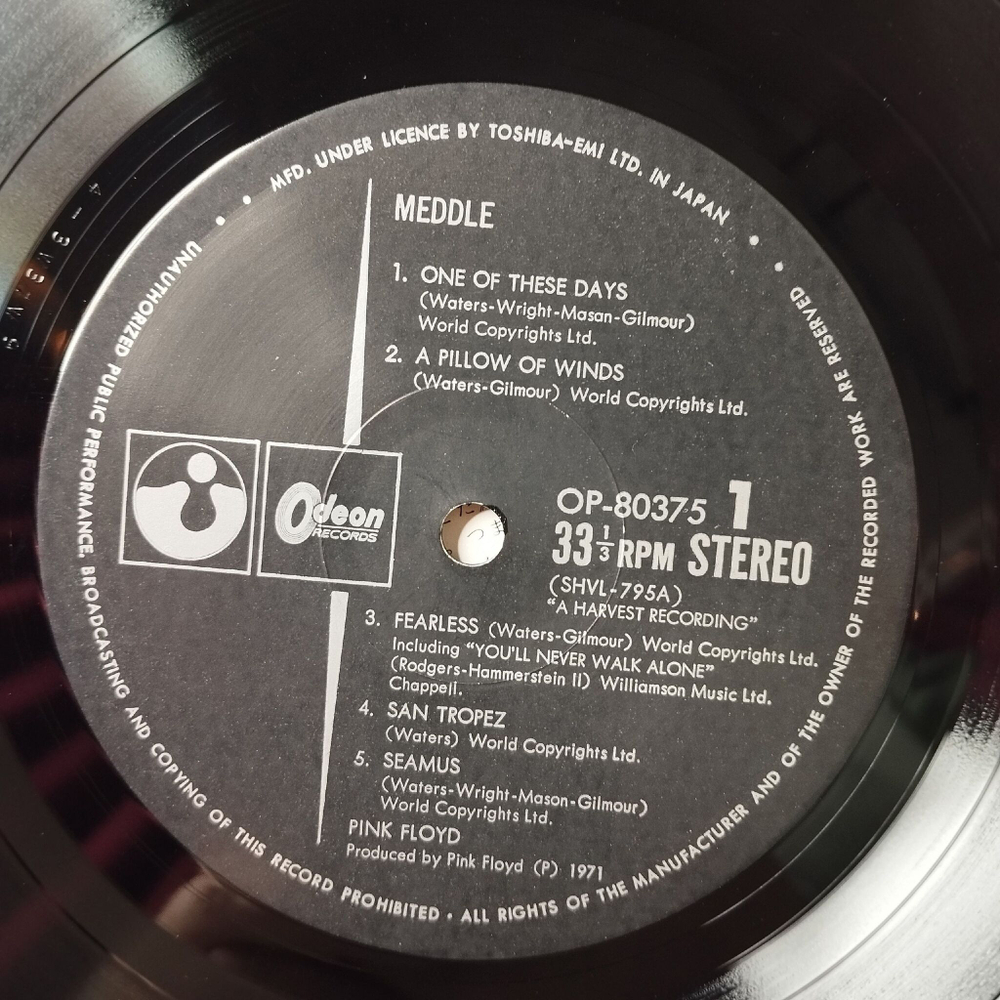 MFD. UNDER LICENCE BY TOSHIBA-EMI LTD. IN JAPAN
MEDDLE
1. ONE OF THESE DAYS
(Waters-Wright-Masan-Gilmour)
World Copyrights Ltd.
2. A PILLOW OF WINDS
(Waters-Gilmour) World Copyrights Ltd.
Odeon
RECORDS
OP-80375 1
33 1/3 RPM STEREO
(SHVL-795A)
"A HARVEST RECORDING"
3. FEARLESS (Waters-Gilmour) World Copyrights Ltd.
Including "YOU'LL NEVER WALK ALONE"
(Rodgers-Hammerstein II) Williamson Music Ltd.
Chappell.
4. SAN TROPEZ
(Waters) World Copyrights Ltd.
5. SEAMUS
(Waters-Wright-Mason-Gilmour)
World Copyrights Ltd.
PINK FLOYD
Produced by Pink Floyd (P) 1971
UNAUTHORIZED PUBLIC PERFORMANCE, BROADCASTING AND COPYING OF THIS RECORD PROHIBITED • ALL RIGHTS OF THE MANUFACTURER AND OF THE OWNER OF THE RECORDED WORK ARE RESERVED